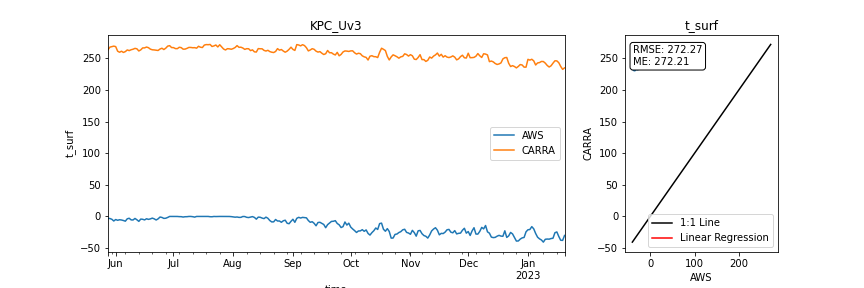 KPC_Uv3
t_surf
250
200
150
100
50
0
−50
t_surf
AWS
CARRA
Jun
Jul
Aug
Sep
Oct
Nov
Dec
Jan
2023
time
t_surf
RMSE: 272.27
ME: 272.21
250
200
150
100
50
0
−50
CARRA
1:1 Line
Linear Regression
0
100
200
AWS